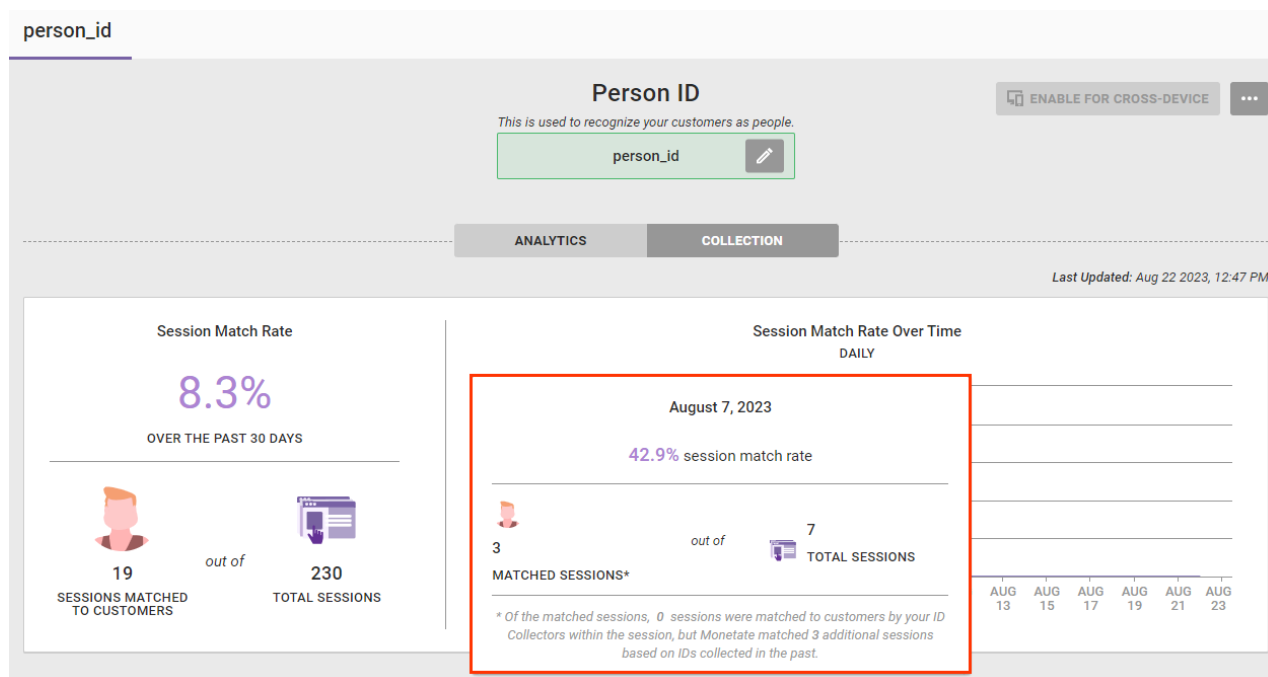 person_id
Person ID
ENABLE FOR CROSS-DEVICE
This is used to recognize your customers as people.
person_id
ANALYTICS
COLLECTION
Last Updated: Aug 22 2023, 12:47 PM
Session Match Rate
8.3%
OVER THE PAST 30 DAYS
19
SESSIONS MATCHED
TO CUSTOMERS
out of
230
TOTAL SESSIONS
Session Match Rate Over Time
DAILY
August 7, 2023
42.9% session match rate
3
MATCHED SESSIONS*
out of
7
TOTAL SESSIONS
* Of the matched sessions, 0 sessions were matched to customers by your ID
Collectors within the session, but Monetate matched 3 additional sessions
based on IDs collected in the past.
AUG AUG AUG AUG AUG AUG
13 15 17 19 21 23